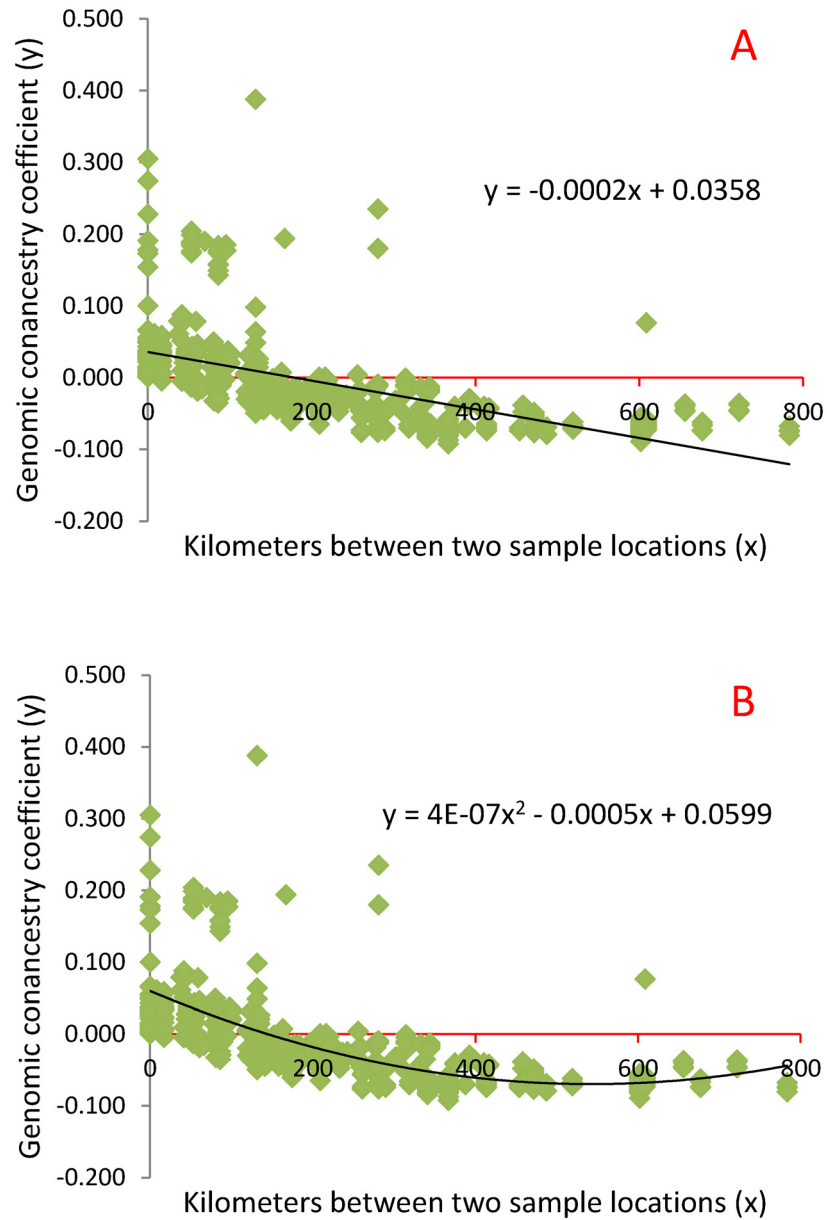 0.500
A
0.400
0.300
y = -0.0002x + 0.0358
0.200
0.100
0.000
0 200 400 600 800
-0.100
-0.200
Genomic conancestry coefficient (y)
Kilometers between two sample locations (x)
0.500
B
0.400
0.300
y = 4E-07x² - 0.0005x + 0.0599
0.200
0.100
0.000
0 200 400 600 800
-0.100
-0.200
Genomic conancestry coefficient (y)
Kilometers between two sample locations (x)